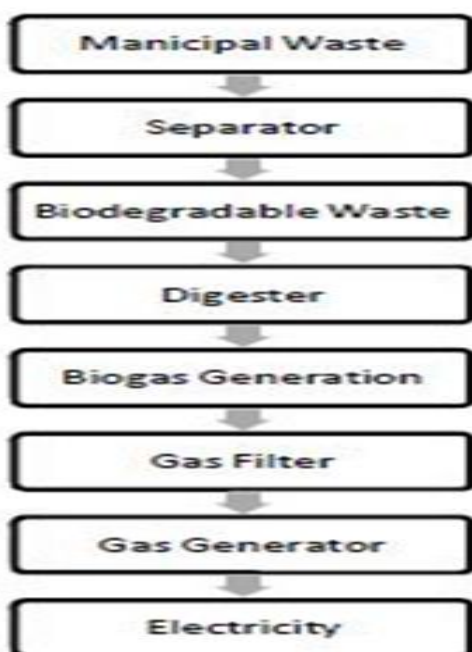 Manicipal Waste
Separator
Biodegradable Waste
Digester
Biogas Generation
Gas Filter
Gas Generator
Electricity